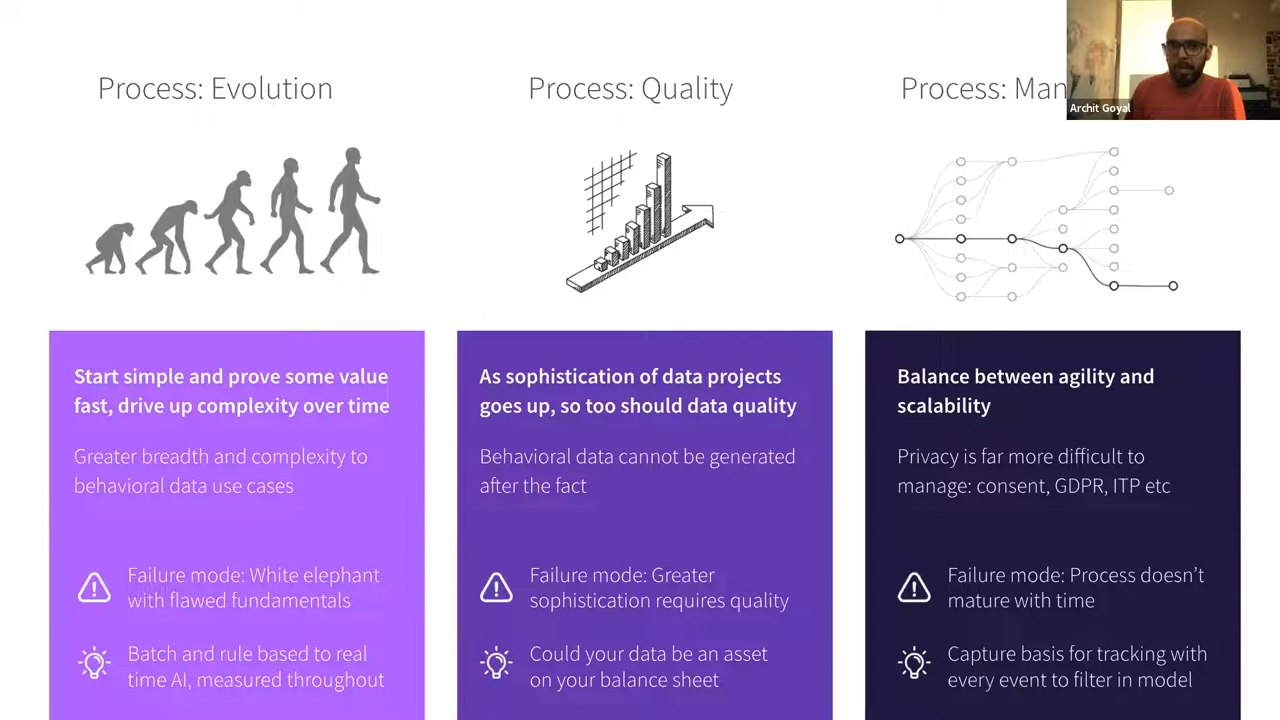 Process: Evolution
Process: Quality
Process: Man
Archit Goyal
Start simple and prove some value
fast, drive up complexity over time
Greater breadth and complexity to
behavioral data use cases
Failure mode: White elephant
with flawed fundamentals
Batch and rule based to real
time AI, measured throughout
As sophistication of data projects
goes up, so too should data quality
Behavioral data cannot be generated
after the fact
Failure mode: Greater
sophistication requires quality
Could your data be an asset
on your balance sheet
Balance between agility and
scalability
Privacy is far more difficult to
manage: consent, GDPR, ITP etc
Failure mode: Process doesn't
mature with time
Capture basis for tracking with
every event to filter in model